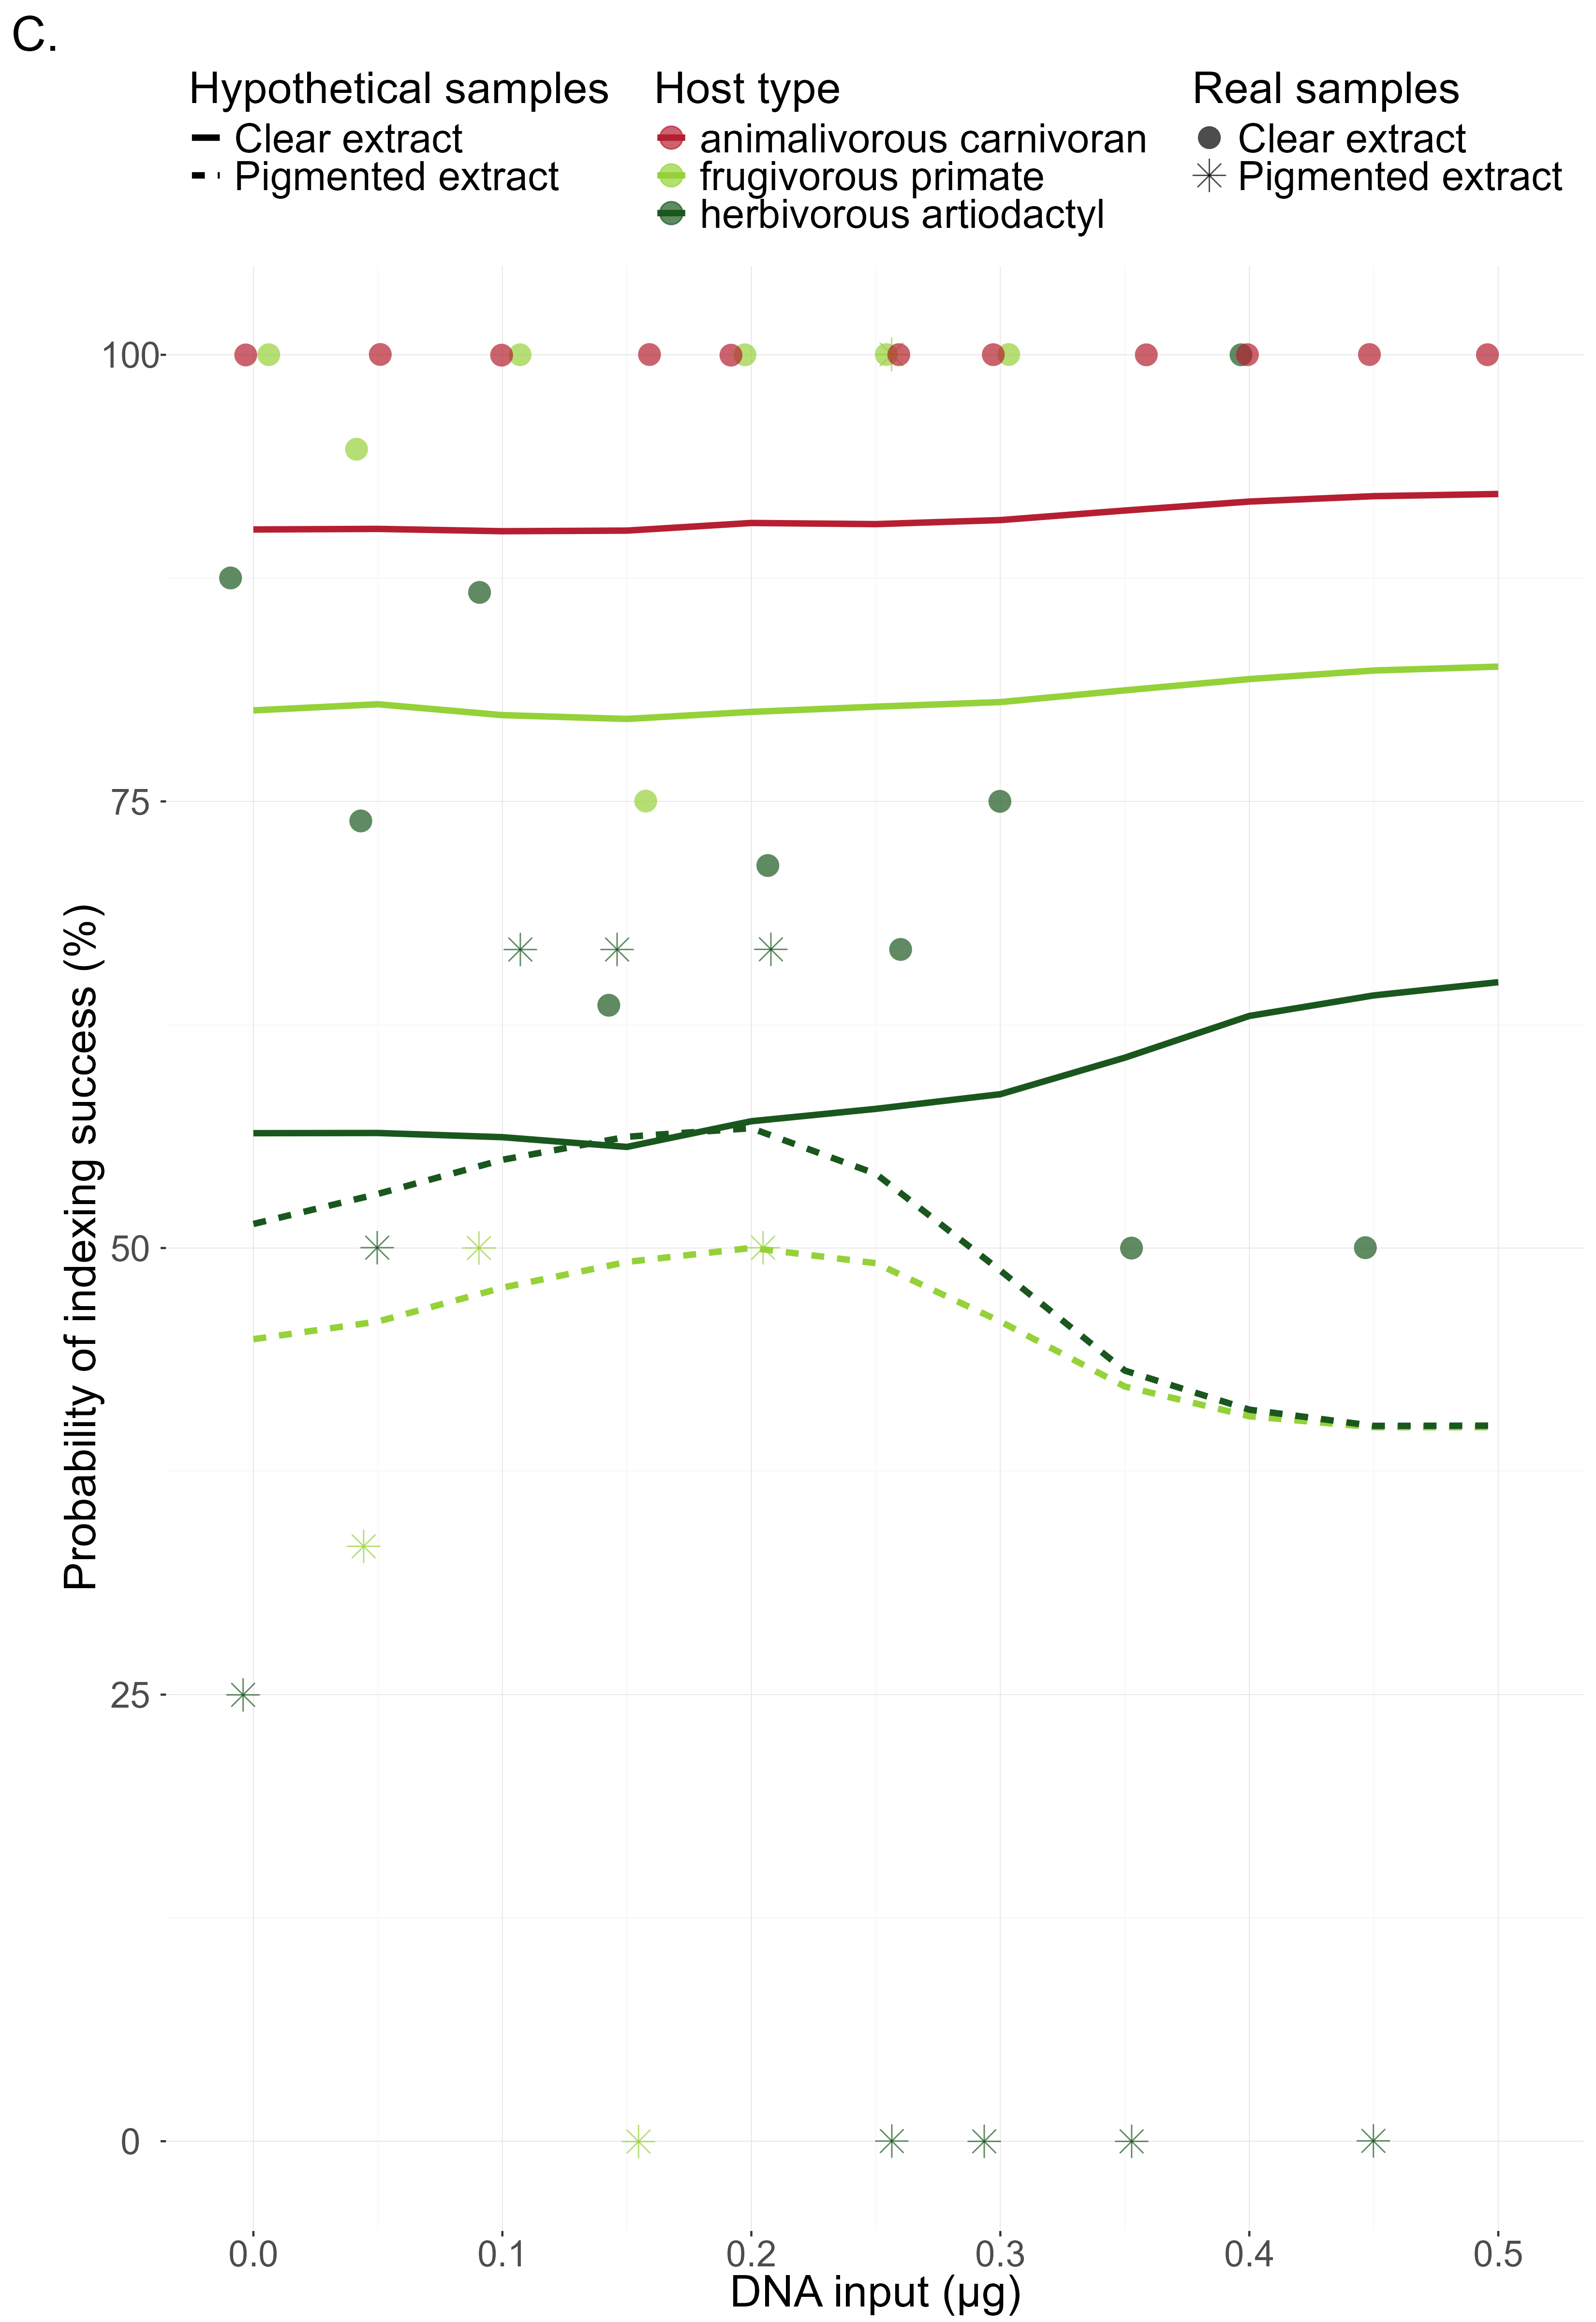 C.
Hypothetical samples
Clear extract
Pigmented extract
Host type
animalivorous carnivoran
frugivorous primate
herbivorous artiodactyl
Real samples
Clear extract
Pigmented extract
Probability of indexing success (%)
100
75
50
25
0
0.0 0.1 0.2 0.3 0.4 0.5
DNA input (µg)